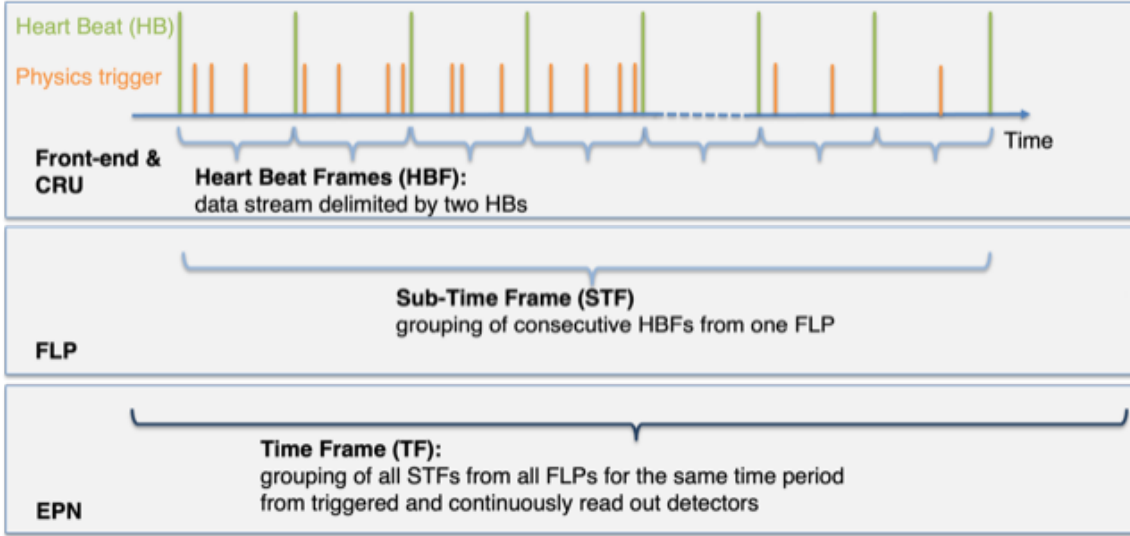 Heart Beat (HB)
Physics trigger
Time
Front-end &
CRU
Heart Beat Frames (HBF):
data stream delimited by two HBs
Sub-Time Frame (STF)
grouping of consecutive HBFs from one FLP
FLP
Time Frame (TF):
grouping of all STFs from all FLPs for the same time period
from triggered and continuously read out detectors
EPN